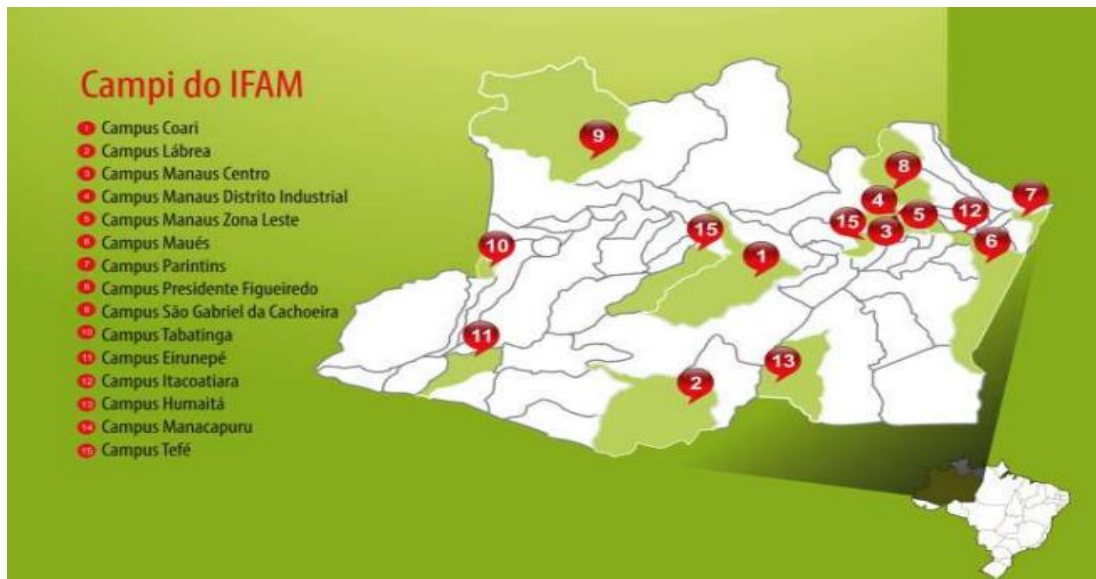 Campi do IFAM
1 Campus Coari
2 Campus Lábrea
3 Campus Manaus Centro
4 Campus Manaus Distrito Industrial
5 Campus Manaus Zona Leste
6 Campus Maués
7 Campus Parintins
8 Campus Presidente Figueiredo
9 Campus São Gabriel da Cachoeira
10 Campus Tabatinga
11 Campus Eirunepé
12 Campus Itacoatiara
13 Campus Humaitá
14 Campus Manacapuru
15 Campus Tefé
9
8
7
4
5
12
15
3
6
15
10
1
11
13
2